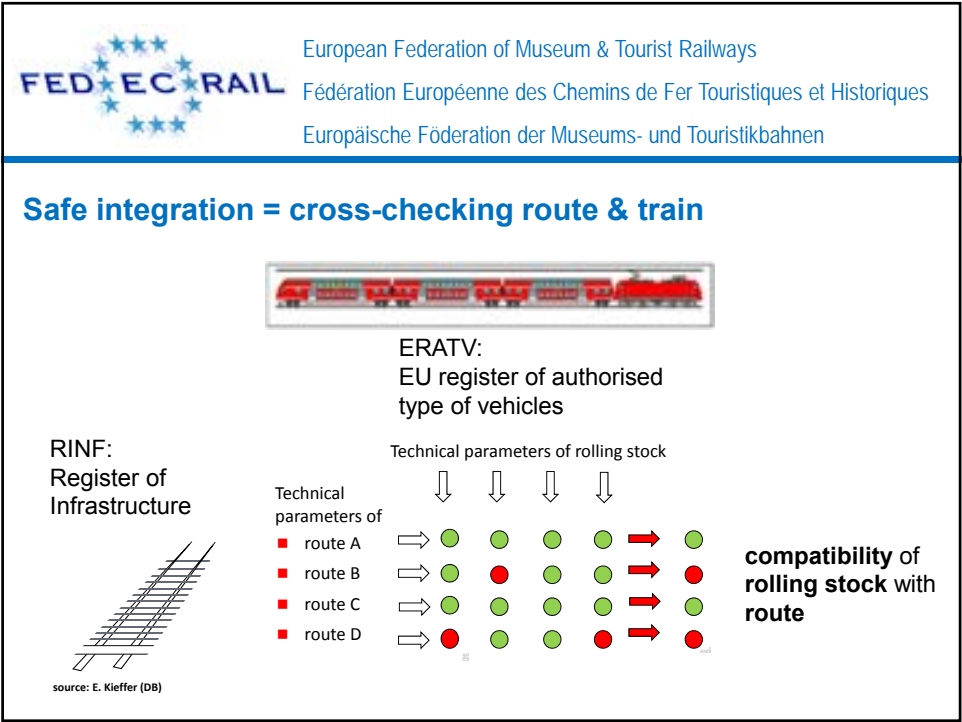 FEDECRAIL
European Federation of Museum & Tourist Railways
Fédération Européenne des Chemins de Fer Touristiques et Historiques
Europäische Föderation der Museums- und Touristikbahnen
Safe integration = cross-checking route & train
ERATV:
EU register of authorised
type of vehicles
RINF:
Register of
Infrastructure
Technical parameters of rolling stock
Technical
parameters of
route A
route B
route C
route D
compatibility of
rolling stock with
route
source: E. Kieffer (DB)